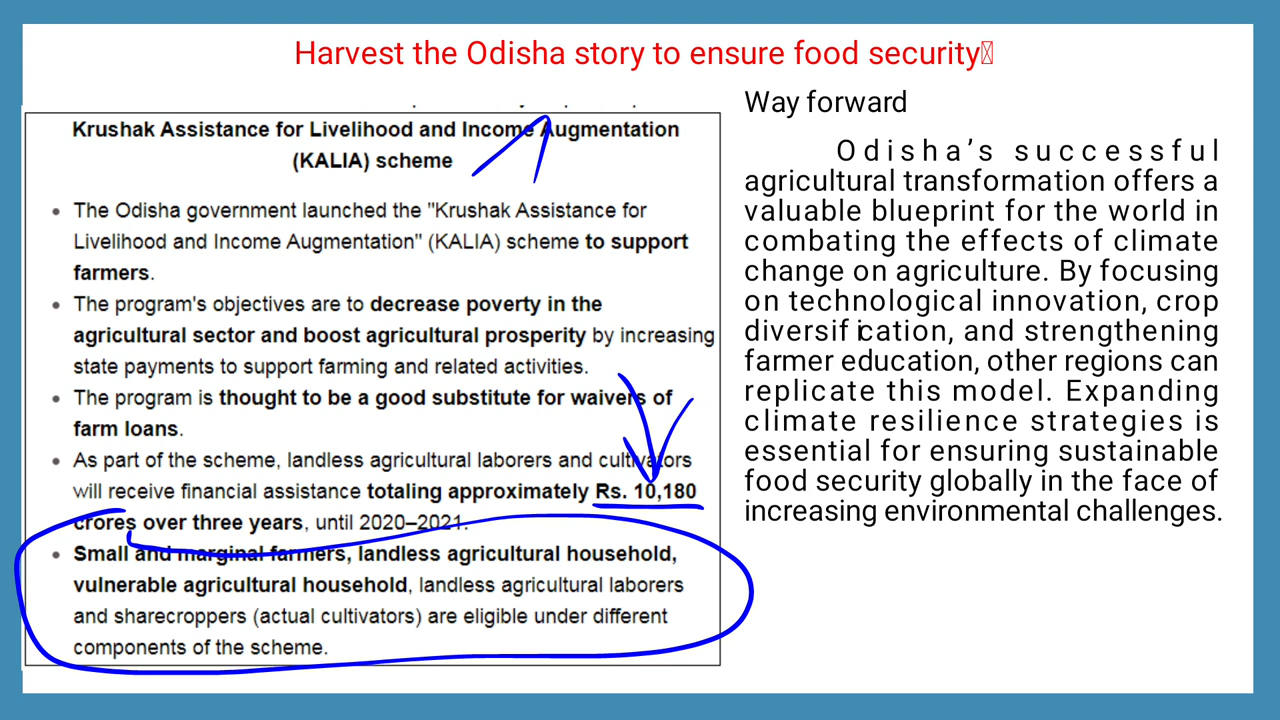 Harvest the Odisha story to ensure food security
Krushak Assistance for Livelihood and Income Augmentation
(KALIA) scheme
• The Odisha government launched the "Krushak Assistance for
Livelihood and Income Augmentation" (KALIA) scheme to support
farmers.
• The program's objectives are to decrease poverty in the
agricultural sector and boost agricultural prosperity by increasing
state payments to support farming and related activities.
• The program is thought to be a good substitute for waivers of
farm loans.
• As part of the scheme, landless agricultural laborers and cultivators
will receive financial assistance totaling approximately Rs. 10,180
crores over three years, until 2020–2021.
• Small and marginal farmers, landless agricultural household,
vulnerable agricultural household, landless agricultural laborers
and sharecroppers (actual cultivators) are eligible under different
components of the scheme.
Way forward
Odisha’s successful
agricultural transformation offers a
valuable blueprint for the world in
combating the effects of climate
change on agriculture. By focusing
on technological innovation, crop
diversification, and strengthening
farmer education, other regions can
replicate this model. Expanding
climate resilience strategies is
essential for ensuring sustainable
food security globally in the face of
increasing environmental challenges.